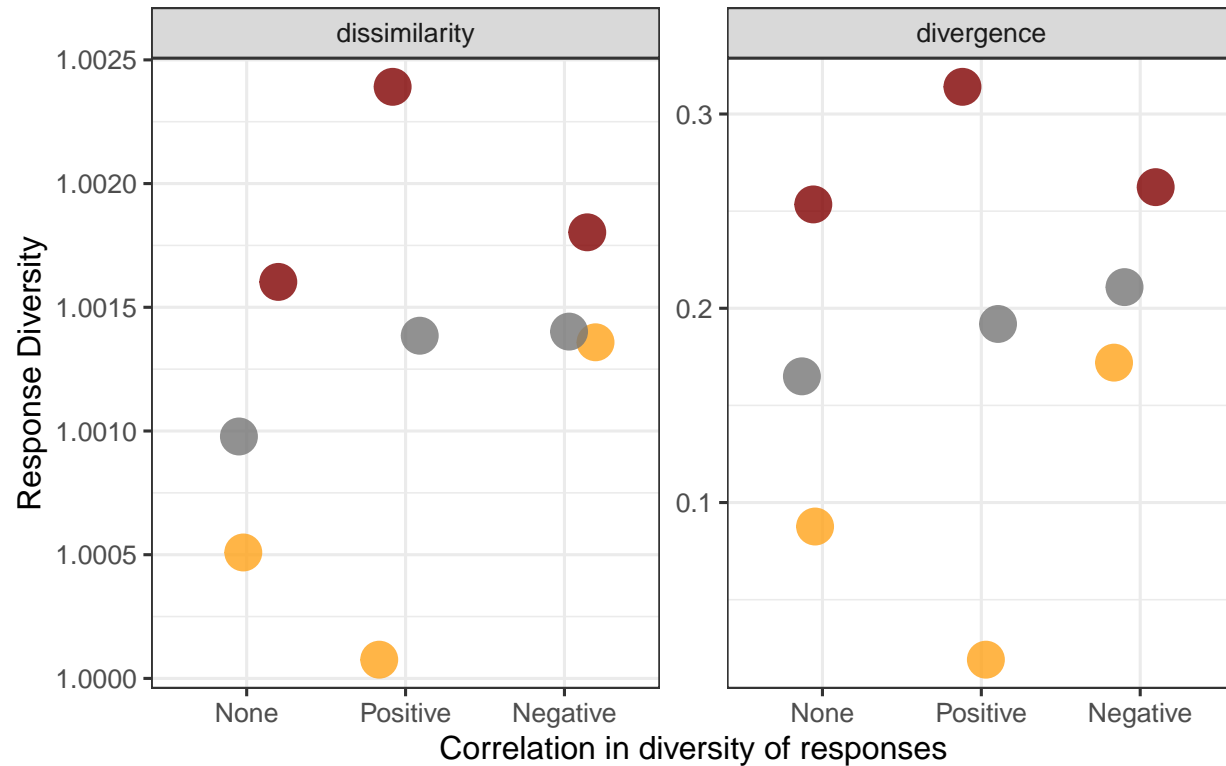 dissimilarity
divergence
Response Diversity
1.0025
1.0020
1.0015
1.0010
1.0005
1.0000
0.3
0.2
0.1
None Positive Negative
None Positive Negative
Correlation in diversity of responses